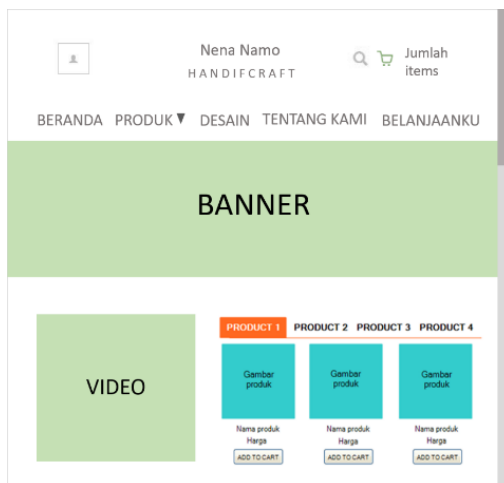 Nena Namo
HANDIFCRAFT
Jumlah
items
BERANDA PRODUK DESAIN TENTANG KAMI BELANJAANKU
BANNER
VIDEO
PRODUCT 1 PRODUCT 2 PRODUCT 3 PRODUCT 4
Gambar produk Gambar produk Gambar produk
Nama produk Nama produk Nama produk
Harga Harga Harga
ADD TO CART ADD TO CART ADD TO CART